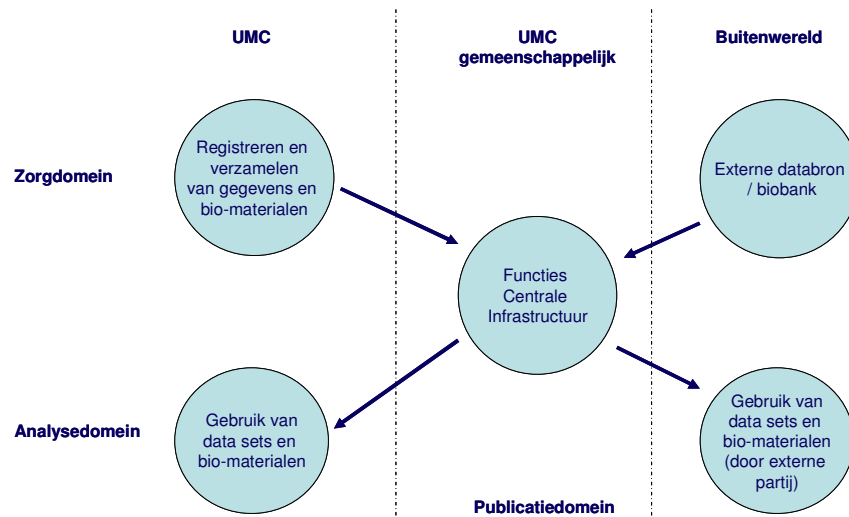 UMC
UMC
gemeenschappelijk
Buitenwereld
Zorgdomein
Registreren en
verzamelen
van gegevens en
bio-materialen
Externe databron
/ biobank
Functies
Centrale
Infrastructuur
Analysedomein
Gebruik van
data sets en
bio-materialen
Gebruik van
data sets en
bio-materialen
(door externe
partij)
Publicatiedomein